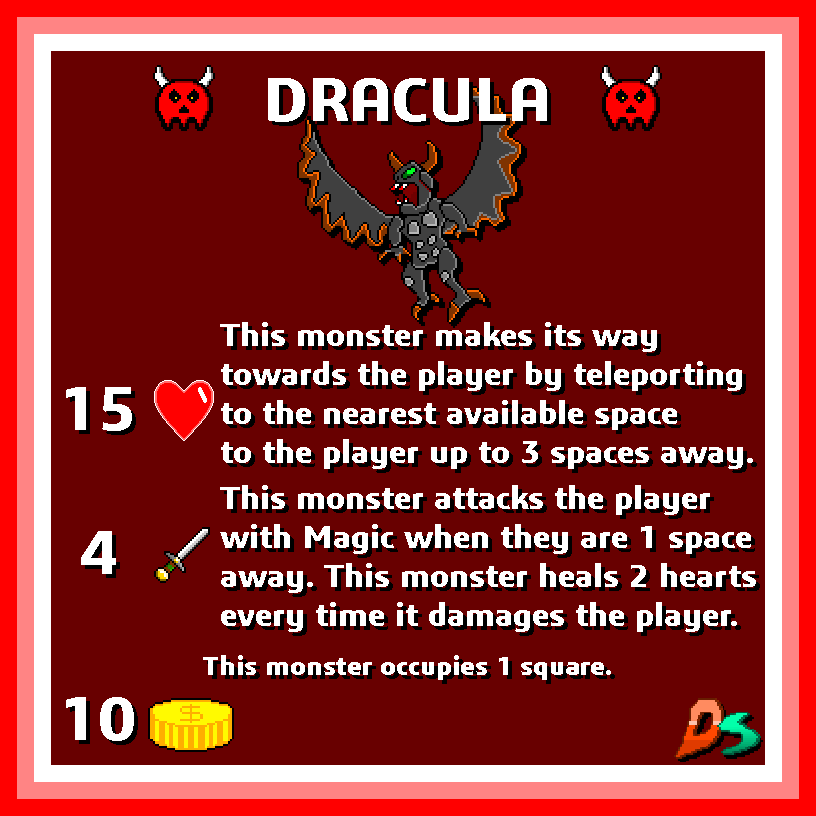 DRACULA
This monster makes its way
towards the player by teleporting
15 to the nearest available space
to the player up to 3 spaces away.
This monster attacks the player
4 with Magic when they are 1 space
away. This monster heals 2 hearts
every time it damages the player.
This monster occupies 1 square.
10 $
DS